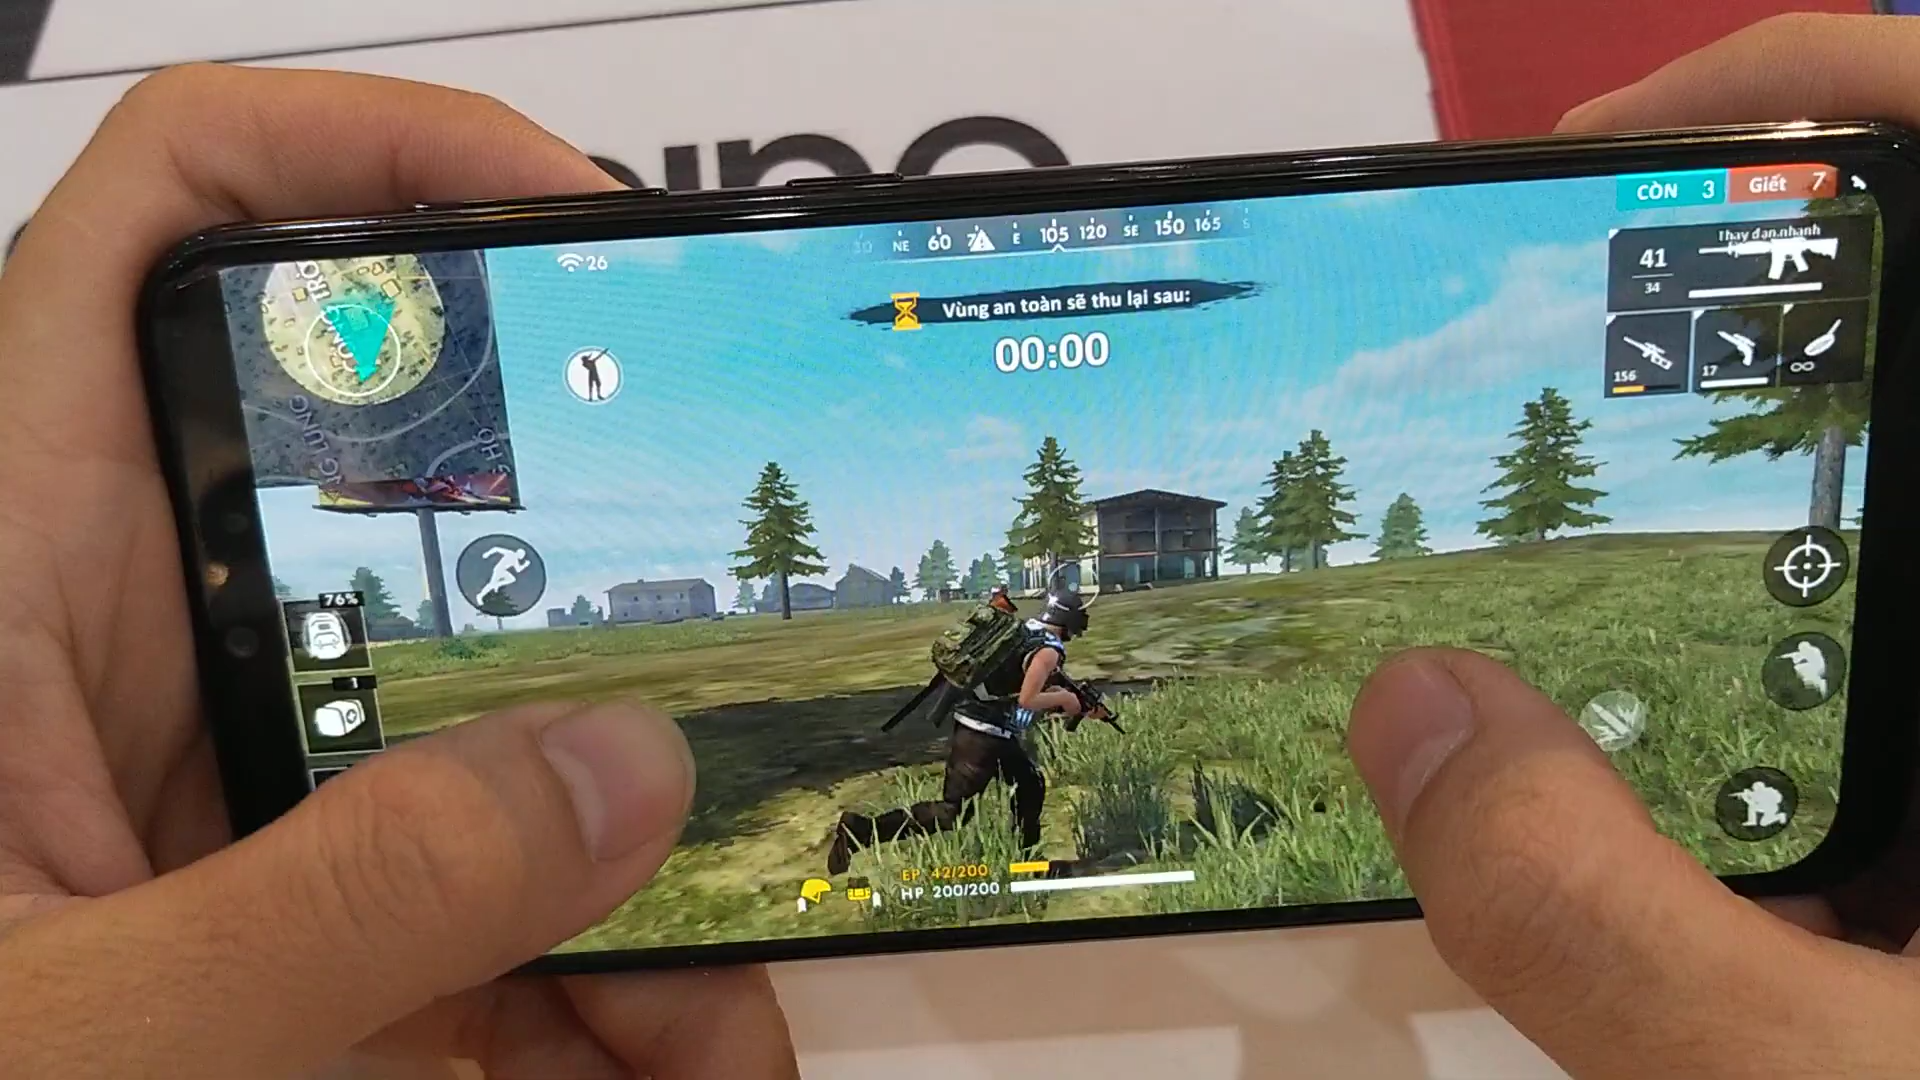 CÒN 3
Giết 7
30 NE 60 E 105 120 SE 150 165 S
26
Vùng an toàn sẽ thu lại sau:
00:00
Thay đạn nhanh
41
34
156
17
∞
76%
EP 42/200
HP 200/200